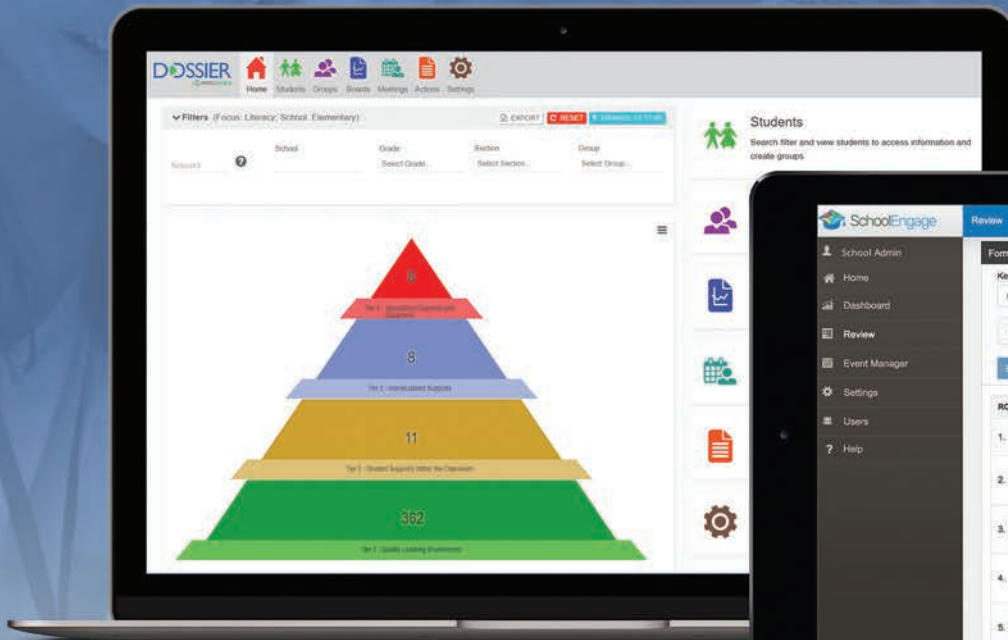 DOSSIER
Home Students Groups Boards Meetings Actions Settings
Filters (Focus: Literacy; School: Elementary)
EXPORT
RESET
School Grade Section Group
Select Grade... Select Section... Select Group...
Students
Search filter and view students to access information and
create groups
8
8
Tier 3 - Individualized Supports
11
Tier 2 - Student Supports Within the Classroom
362
Tier 1 - Quality Learning Environment
SchoolEngage
Review
School Admin
Home
Dashboard
Review
Event Manager
Settings
Users
? Help
1.
2.
3.
4.
5.